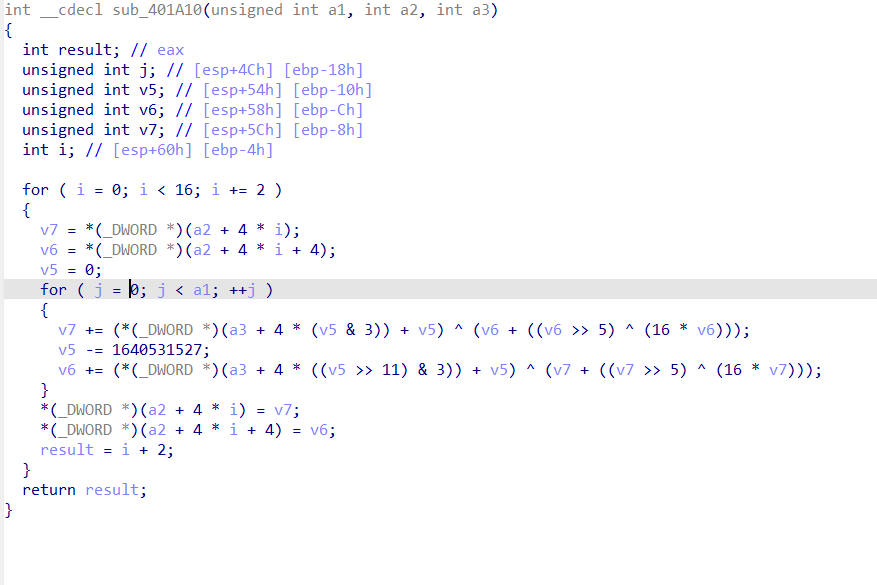 int __cdecl sub_401A10(unsigned int a1, int a2, int a3)
{
  int result; // eax
  unsigned int j; // [esp+4Ch] [ebp-18h]
  unsigned int v5; // [esp+54h] [ebp-10h]
  unsigned int v6; // [esp+58h] [ebp-Ch]
  unsigned int v7; // [esp+5Ch] [ebp-8h]
  int i; // [esp+60h] [ebp-4h]

  for ( i = 0; i < 16; i += 2 )
  {
    v7 = *(_DWORD *)(a2 + 4 * i);
    v6 = *(_DWORD *)(a2 + 4 * i + 4);
    v5 = 0;
    for ( j = 0; j < a1; ++j )
    {
      v7 += (*(_DWORD *)(a3 + 4 * (v5 & 3)) + v5) ^ (v6 + ((v6 >> 5) ^ (16 * v6)));
      v5 -= 1640531527;
      v6 += (*(_DWORD *)(a3 + 4 * ((v5 >> 11) & 3)) + v5) ^ (v7 + ((v7 >> 5) ^ (16 * v7)));
    }
    *(_DWORD *)(a2 + 4 * i) = v7;
    *(_DWORD *)(a2 + 4 * i + 4) = v6;
    result = i + 2;
  }
  return result;
}